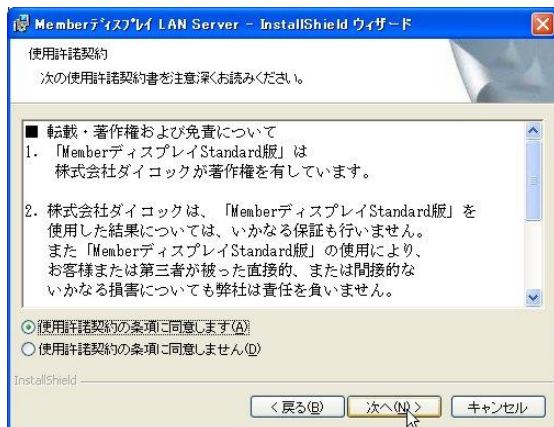 Memberﾃﾞｨｽﾌﾟﾚｲ LAN Server - InstallShield ウィザード
使用許諾契約
次の使用許諾契約書を注意深くお読みください。
■ 転載・著作権および免責について
1. 「MemberディスプレイStandard版」は
株式会社ダイコックが著作権を有しています。
2. 株式会社ダイコックは、「MemberディスプレイStandard版」を
使用した結果については、いかなる保証も行いません。
また「MemberディスプレイStandard版」の使用により、
お客様または第三者が被った直接的、または間接的な
いかなる損害についても弊社は責任を負いません。
使用許諾契約の条項に同意します(A)
使用許諾契約の条項に同意しません(D)
InstallShield
< 戻る(B) 次へ(N) > キャンセル